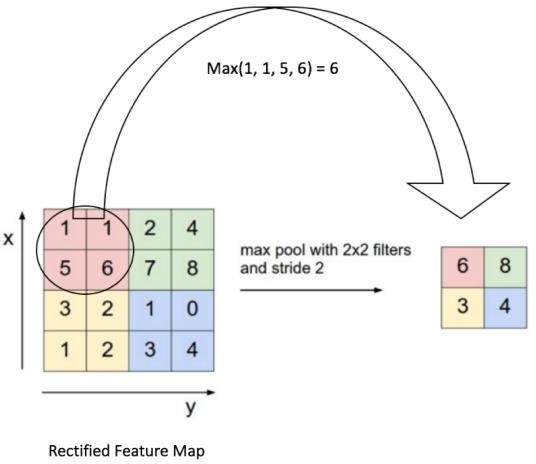 Max(1, 1, 5, 6) = 6
x
1 1 2 4
5 6 7 8
3 2 1 0
1 2 3 4
max pool with 2x2 filters
and stride 2
6 8
3 4
y
Rectified Feature Map